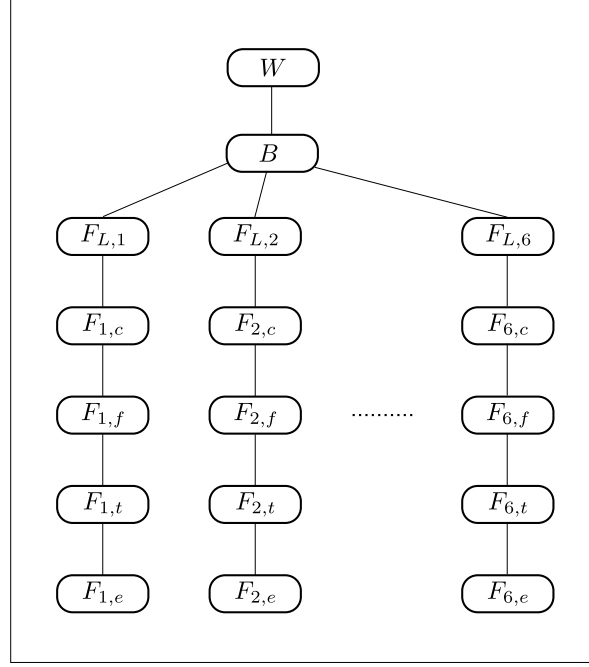 W
B
F_{L,1} F_{L,2} F_{L,6}
F_{1,c} F_{2,c} F_{6,c}
F_{1,f} F_{2,f} .......... F_{6,f}
F_{1,t} F_{2,t} F_{6,t}
F_{1,e} F_{2,e} F_{6,e}